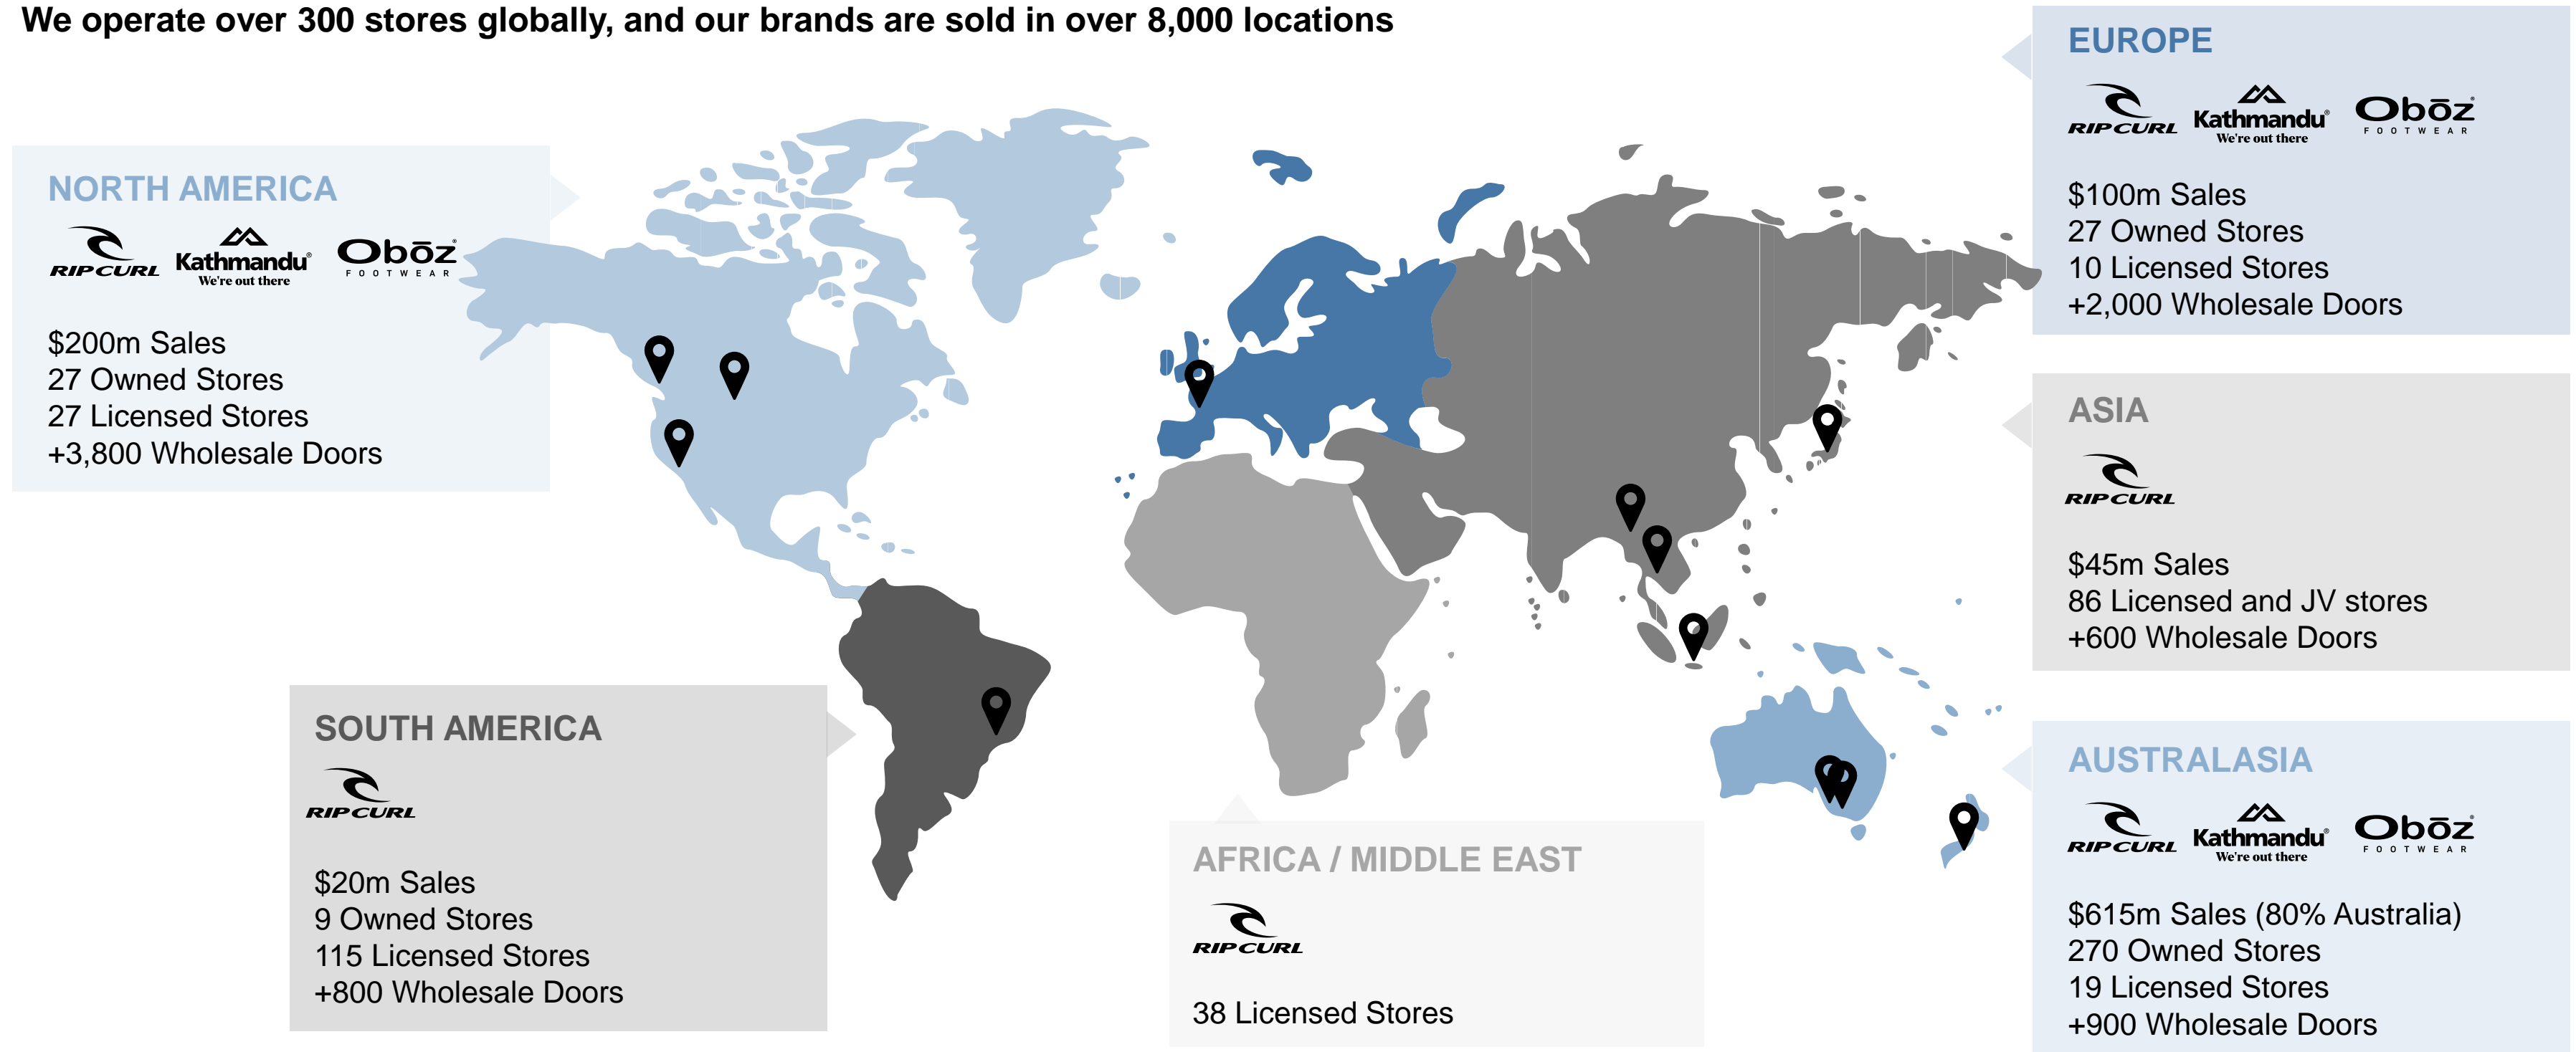 We operate over 300 stores globally, and our brands are sold in over 8,000 locations
NORTH AMERICA
RIP CURL Kathmandu® Obōz®
We're out there FOOTWEAR
$200m Sales
27 Owned Stores
27 Licensed Stores
+3,800 Wholesale Doors
SOUTH AMERICA
RIP CURL
$20m Sales
9 Owned Stores
115 Licensed Stores
+800 Wholesale Doors
AFRICA / MIDDLE EAST
RIP CURL
38 Licensed Stores
EUROPE
RIP CURL Kathmandu® Obōz®
We're out there FOOTWEAR
$100m Sales
27 Owned Stores
10 Licensed Stores
+2,000 Wholesale Doors
ASIA
RIP CURL
$45m Sales
86 Licensed and JV stores
+600 Wholesale Doors
AUSTRALASIA
RIP CURL Kathmandu® Obōz®
We're out there FOOTWEAR
$615m Sales (80% Australia)
270 Owned Stores
19 Licensed Stores
+900 Wholesale Doors